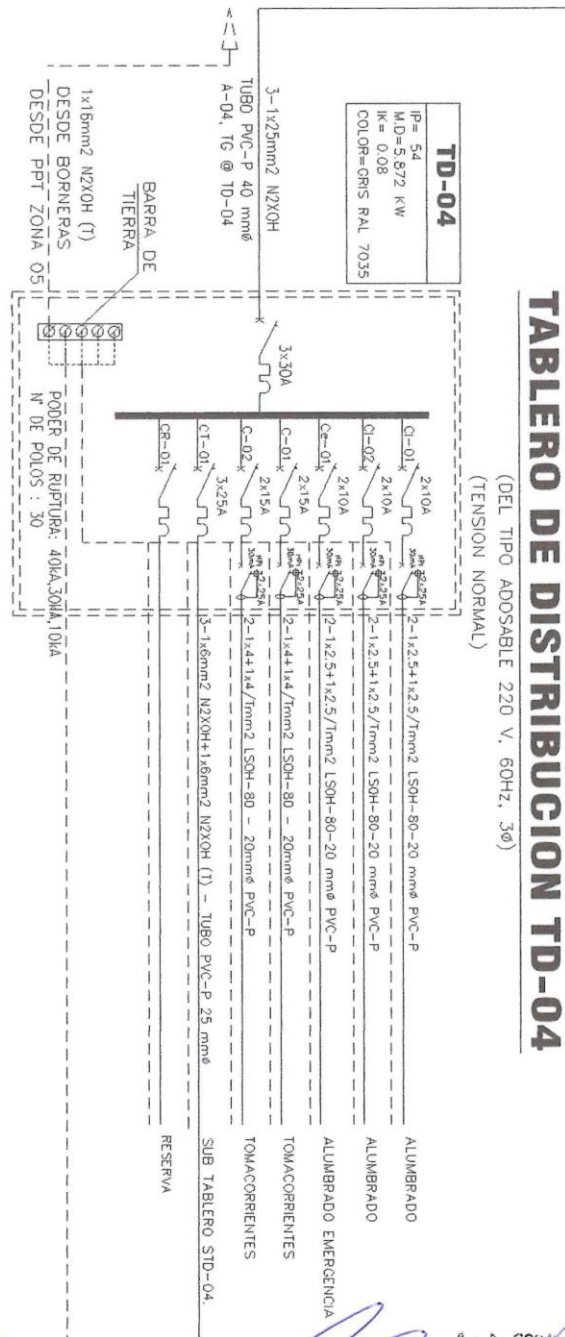 TABLERO DE DISTRIBUCION TD-04
(DEL TIPO ADOSABLE 220 V, 60Hz, 3Ø)
(TENSION NORMAL)
TD-04
IP= 54
M.D=5.872 KW
IK= 0.08
COLOR=GRIS RAL 7035
3-1x25mm2 N2XOH
TUBO PVC-P 40 mmø
A-04, TG @ TD-04
1x16mm2 N2XOH (T)
DESDE BORNERAS
DESDE PPT ZONA 05
BARRA DE
TIERRA
3x30A
CI-01 2x10A 2x25A 30mA 2-1x2.5+1x2.5/Tmm2 LSOH-80-20 mmø PVC-P ALUMBRADO
CI-02 2x10A 2x25A 30mA 2-1x2.5+1x2.5/Tmm2 LSOH-80-20 mmø PVC-P ALUMBRADO
Ce-01 2x10A 2x25A 30mA 2-1x2.5+1x2.5/Tmm2 LSOH-80-20 mmø PVC-P ALUMBRADO EMERGENCIA
C-01 2x15A 2x25A 30mA 2-1x4+1x4/Tmm2 LSOH-80 - 20mmø PVC-P TOMACORRIENTES
C-02 2x15A 2x25A 30mA 2-1x4+1x4/Tmm2 LSOH-80 - 20mmø PVC-P TOMACORRIENTES
CT-01 3x25A 3-1x6mm2 N2XOH+1x6mm2 N2XOH (T) - TUBO PVC-P 25 mmø SUB TABLERO STD-04.
CR-01 RESERVA
PODER DE RUPTURA: 40kA,30kA,10kA
N° DE POLOS : 30